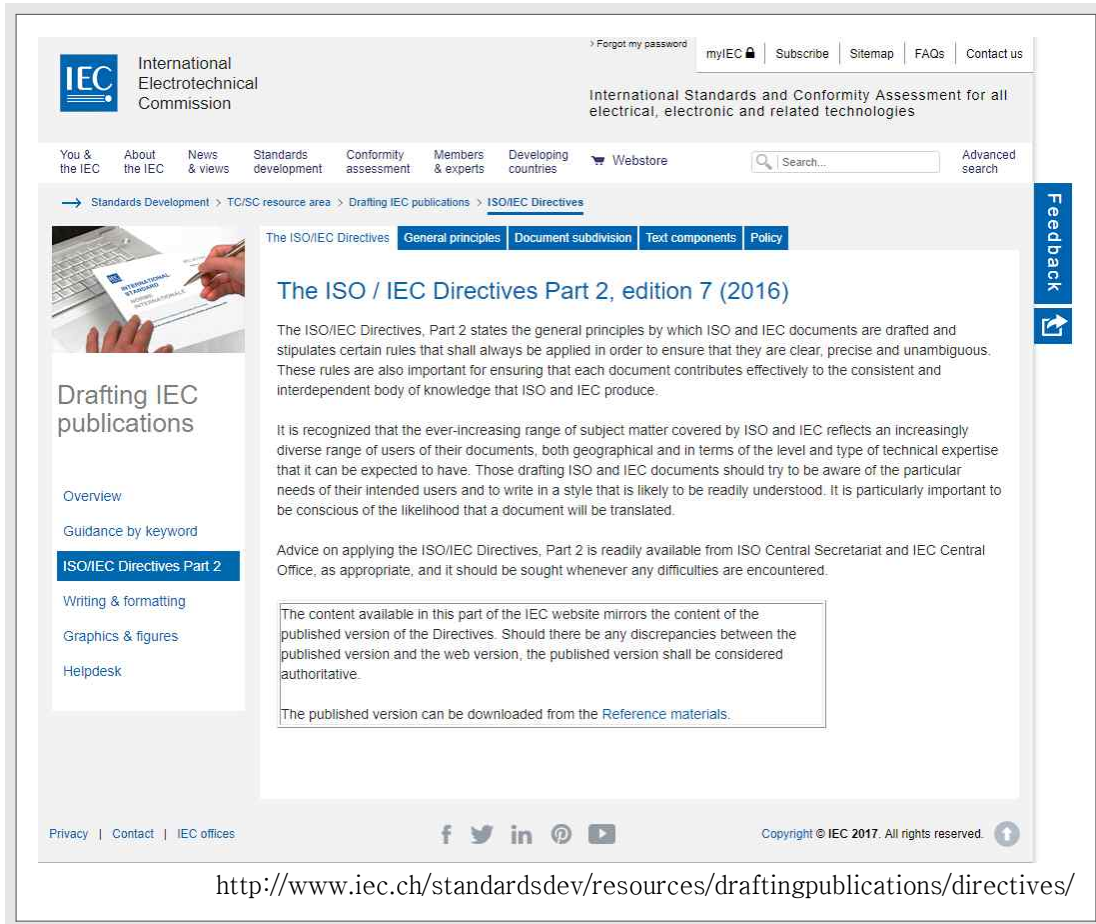 IEC
International
Electrotechnical
Commission
› Forgot my password
myIEC
Subscribe
Sitemap
FAQs
Contact us
International Standards and Conformity Assessment for all
electrical, electronic and related technologies
You &
the IEC
About
the IEC
News
& views
Standards
development
Conformity
assessment
Members
& experts
Developing
countries
Webstore
Search...
Advanced
search
Standards Development > TC/SC resource area > Drafting IEC publications > ISO/IEC Directives
Feedback
The ISO/IEC Directives
General principles
Document subdivision
Text components
Policy
IEC
INTERNATIONAL
STANDARD
NORME
INTERNATIONALE
The ISO / IEC Directives Part 2, edition 7 (2016)
The ISO/IEC Directives, Part 2 states the general principles by which ISO and IEC documents are drafted and
stipulates certain rules that shall always be applied in order to ensure that they are clear, precise and unambiguous.
These rules are also important for ensuring that each document contributes effectively to the consistent and
interdependent body of knowledge that ISO and IEC produce.
It is recognized that the ever-increasing range of subject matter covered by ISO and IEC reflects an increasingly
diverse range of users of their documents, both geographical and in terms of the level and type of technical expertise
that it can be expected to have. Those drafting ISO and IEC documents should try to be aware of the particular
needs of their intended users and to write in a style that is likely to be readily understood. It is particularly important to
be conscious of the likelihood that a document will be translated.
Advice on applying the ISO/IEC Directives, Part 2 is readily available from ISO Central Secretariat and IEC Central
Office, as appropriate, and it should be sought whenever any difficulties are encountered.
The content available in this part of the IEC website mirrors the content of the
published version of the Directives. Should there be any discrepancies between the
published version and the web version, the published version shall be considered
authoritative.
The published version can be downloaded from the Reference materials.
Drafting IEC
publications
Overview
Guidance by keyword
ISO/IEC Directives Part 2
Writing & formatting
Graphics & figures
Helpdesk
Privacy | Contact | IEC offices
Copyright © IEC 2017. All rights reserved.
http://www.iec.ch/standardsdev/resources/draftingpublications/directives/